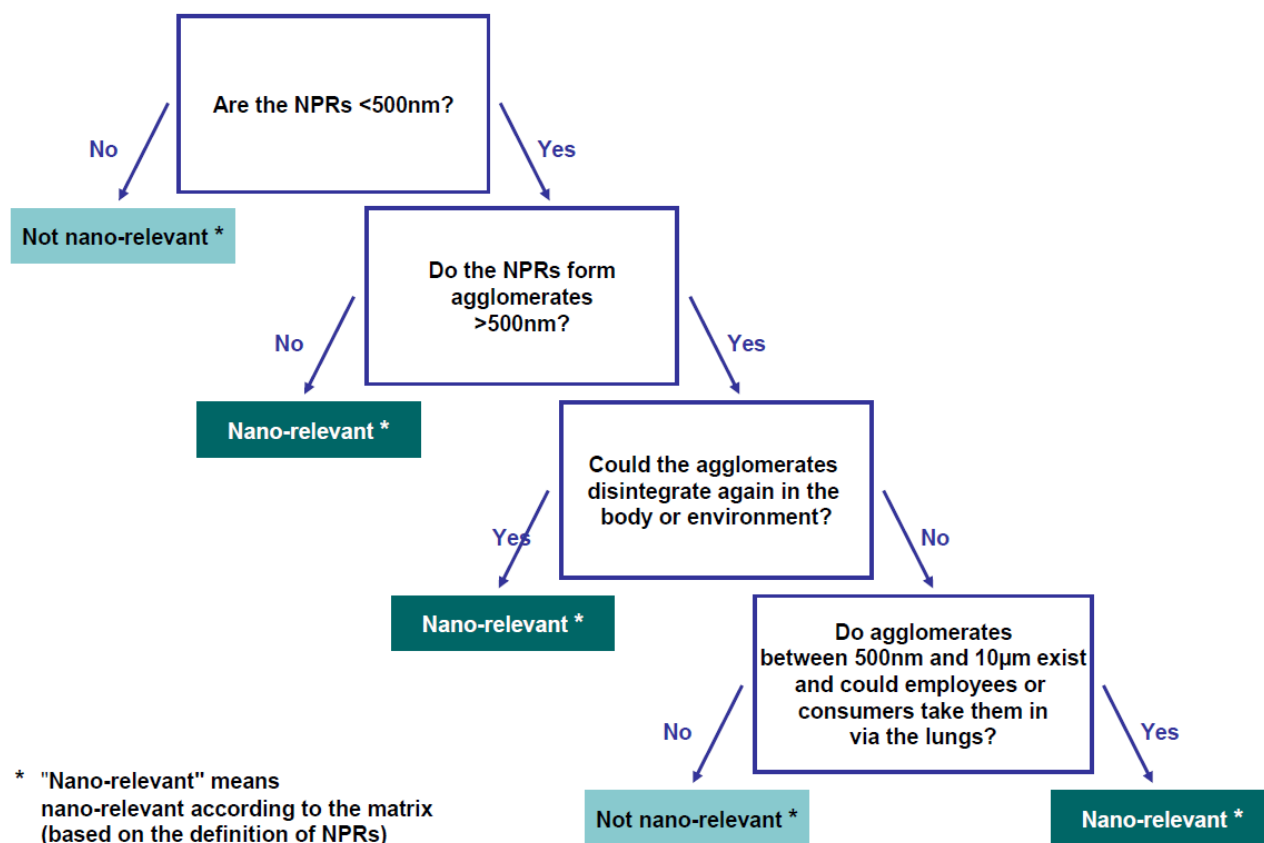 Are the NPRs <500nm?
No
Yes
Not nano-relevant *
Do the NPRs form
agglomerates
>500nm?
No
Yes
Nano-relevant *
Could the agglomerates
disintegrate again in the
body or environment?
Yes
No
Nano-relevant *
Do agglomerates
between 500nm and 10µm exist
and could employees or
consumers take them in
via the lungs?
No
Yes
Not nano-relevant *
Nano-relevant *
* "Nano-relevant" means
nano-relevant according to the matrix
(based on the definition of NPRs)